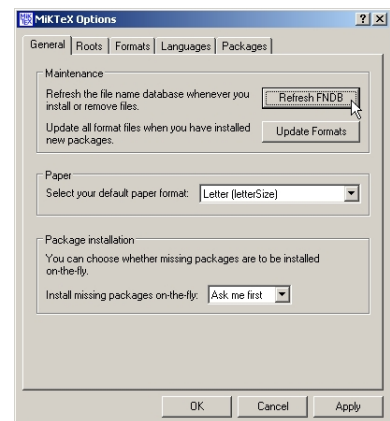 MiKTeX Options
General Roots Formats Languages Packages
Maintenance
Refresh the file name database whenever you
install or remove files.
Refresh FNDB
Update all format files when you have installed
new packages.
Update Formats
Paper
Select your default paper format: Letter (letterSize)
Package installation
You can choose whether missing packages are to be installed
on-the-fly.
Install missing packages on-the-fly: Ask me first
OK Cancel Apply